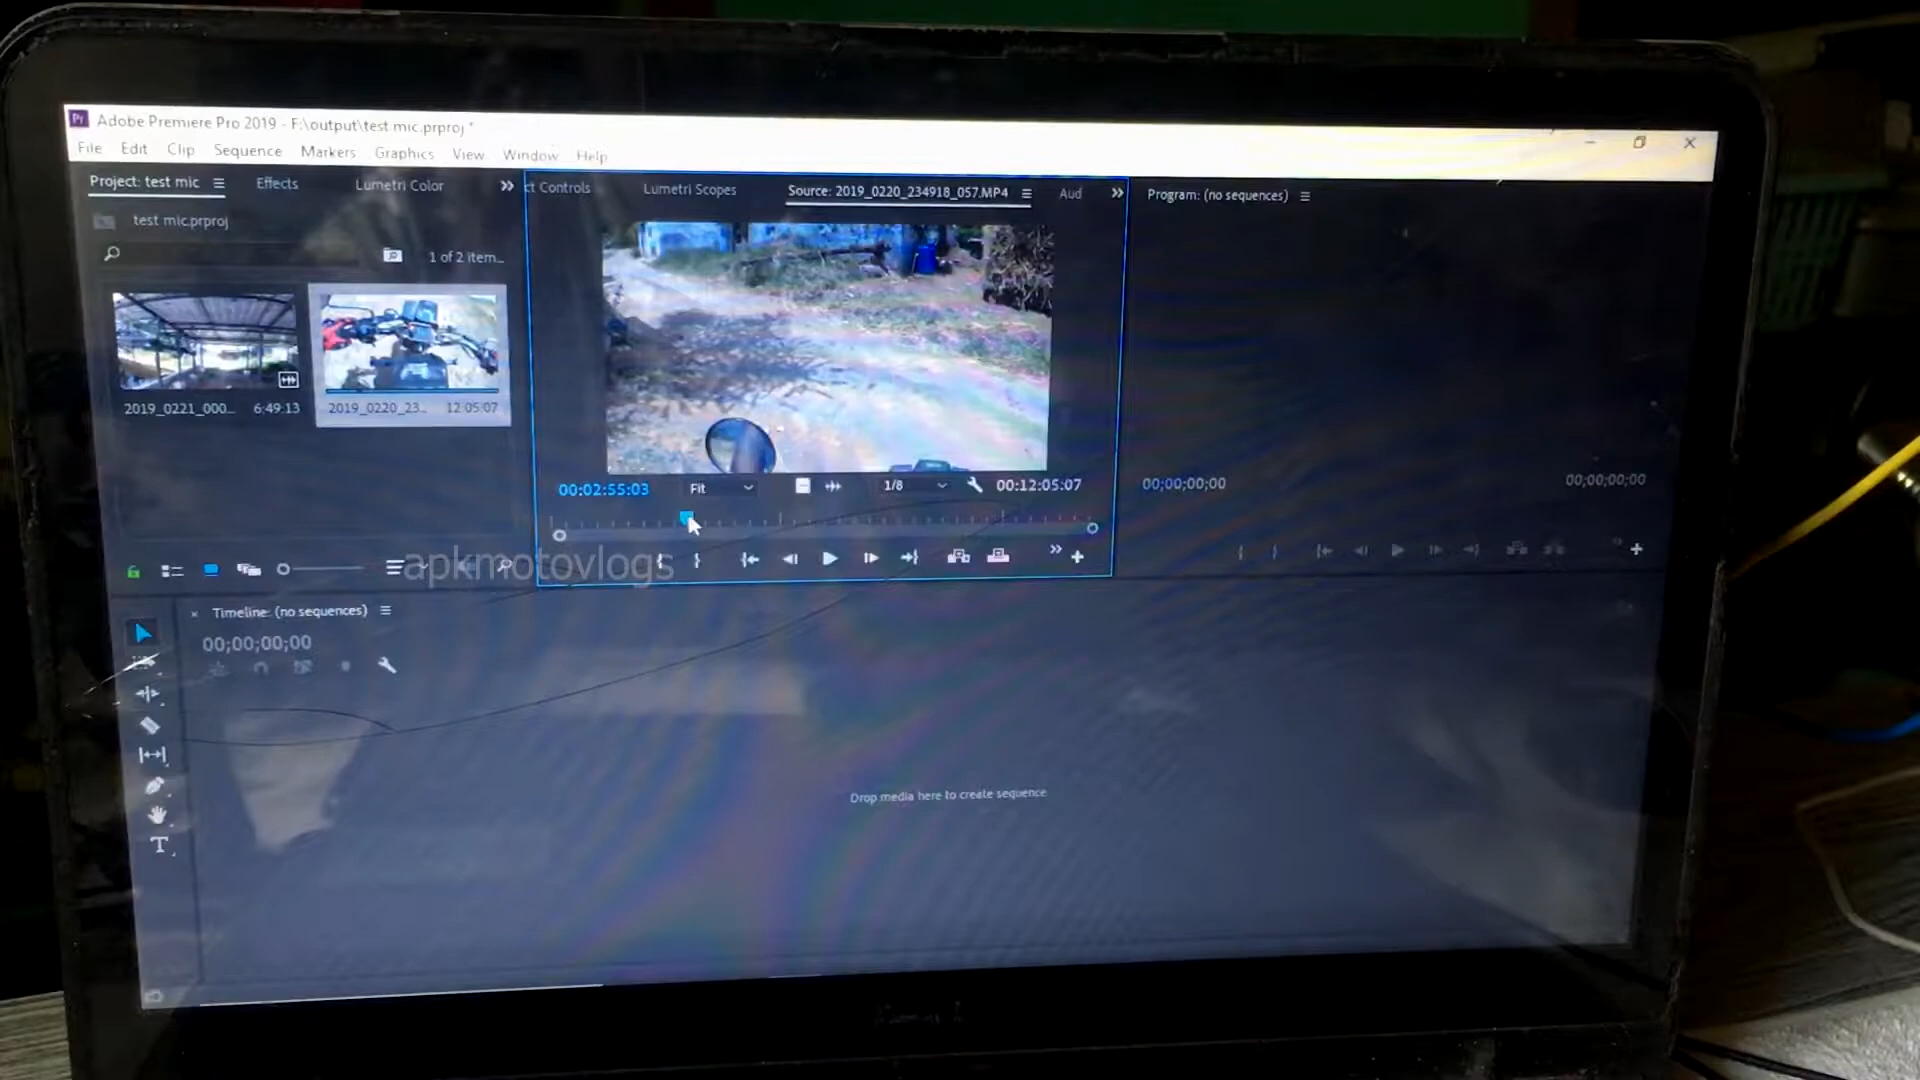 Pr Adobe Premiere Pro 2019 - F:\output\test mic.prproj *
File Edit Clip Sequence Markers Graphics View Window Help
Project: test mic Effects Lumetri Color
ct Controls Lumetri Scopes Source: 2019_0220_234918_057.MP4 Aud
Program: (no sequences)
test mic.prproj
1 of 2 item...
2019_0221_000... 6:49:13
2019_0220_23... 12:05:07
00:02:55:03 Fit 1/8 00:12:05:07
00;00;00;00 00;00;00;00
apkmotovlogs
Timeline: (no sequences)
00;00;00;00
Drop media here to create sequence.
T